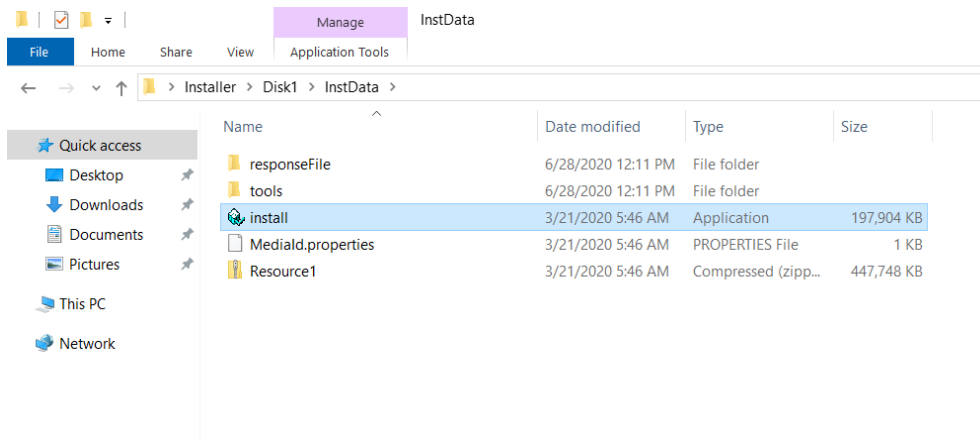 Manage InstData
File Home Share View Application Tools
Installer > Disk1 > InstData >
Name Date modified Type Size
Quick access
Desktop
Downloads
Documents
Pictures
This PC
Network
responseFile 6/28/2020 12:11 PM File folder
tools 6/28/2020 12:11 PM File folder
install 3/21/2020 5:46 AM Application 197,904 KB
MediaId.properties 3/21/2020 5:46 AM PROPERTIES File 1 KB
Resource1 3/21/2020 5:46 AM Compressed (zipp... 447,748 KB